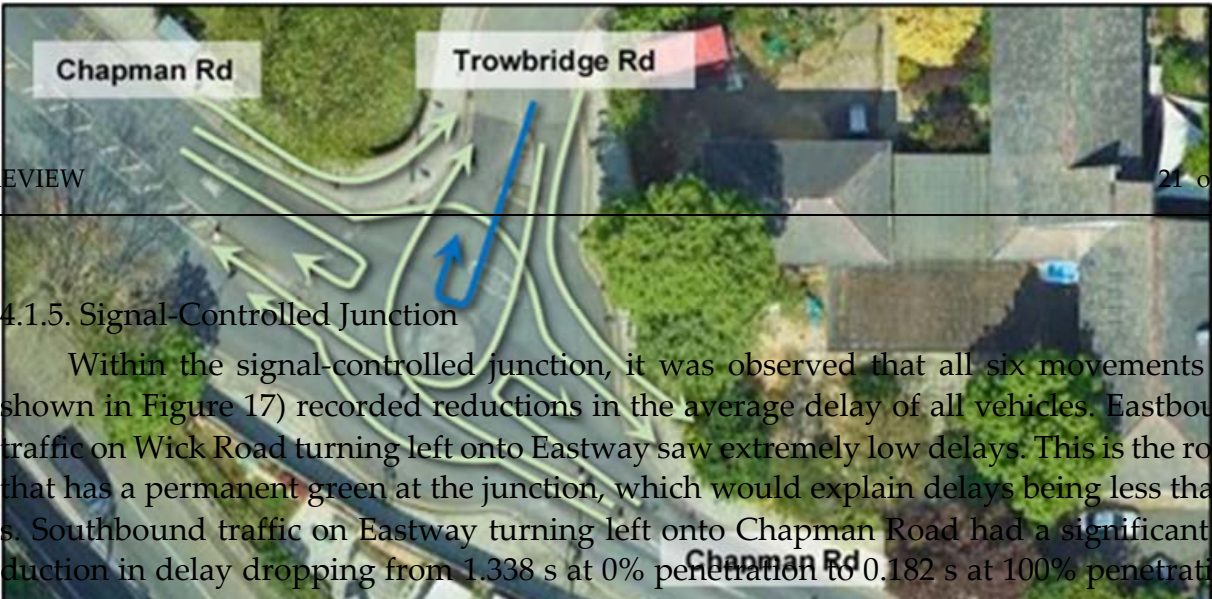 Chapman Rd
Trowbridge Rd
EVIEW
21 o
4.1.5. Signal-Controlled Junction
Within the signal-controlled junction, it was observed that all six movements
shown in Figure 17) recorded reductions in the average delay of all vehicles. Eastbou
traffic on Wick Road turning left onto Eastway saw extremely low delays. This is the ro
that has a permanent green at the junction, which would explain delays being less tha
s. Southbound traffic on Eastway turning left onto Chapman Road had a significant
duction in delay dropping from 1.338 s at 0% penetration to 0.182 s at 100% penetrati
Chapman Rd